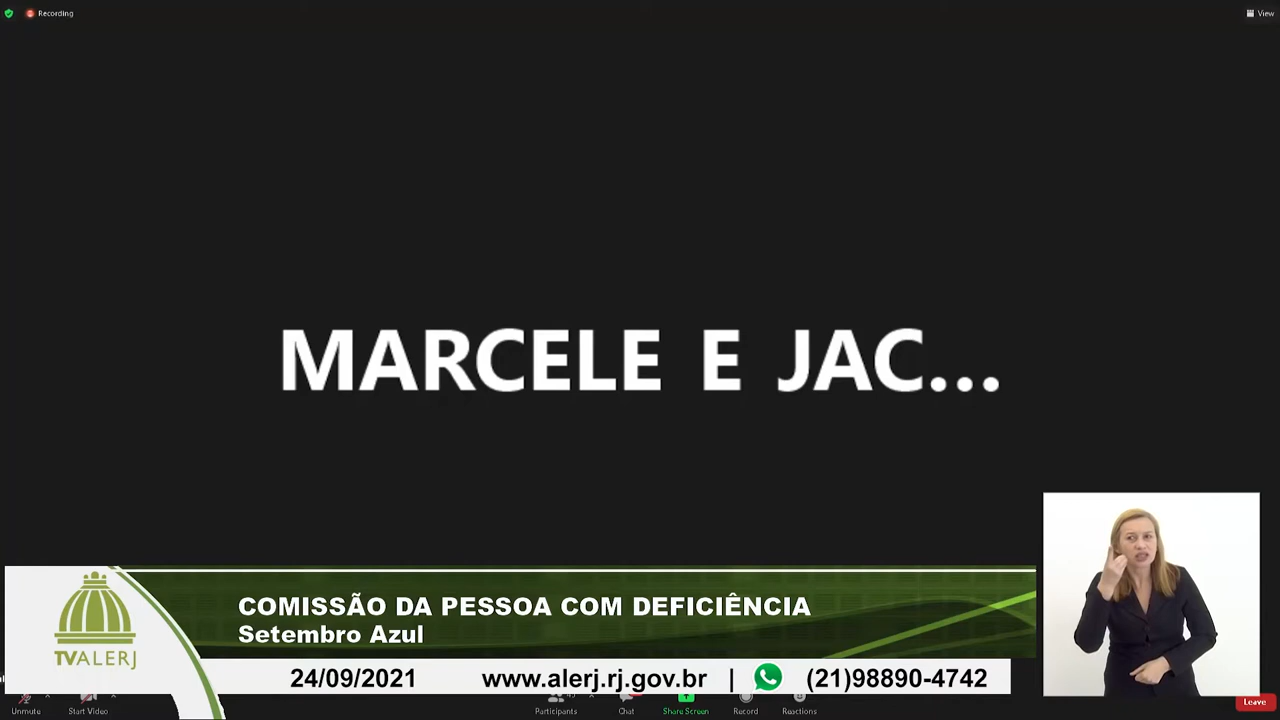 Recording
View
MARCELE E JAC...
COMISSÃO DA PESSOA COM DEFICIÊNCIA
Setembro Azul
TVALERJ
24/09/2021 www.alerj.rj.gov.br | (21)98890-4742
Unmute Start Video Participants Chat Share Screen Record Reactions Leave